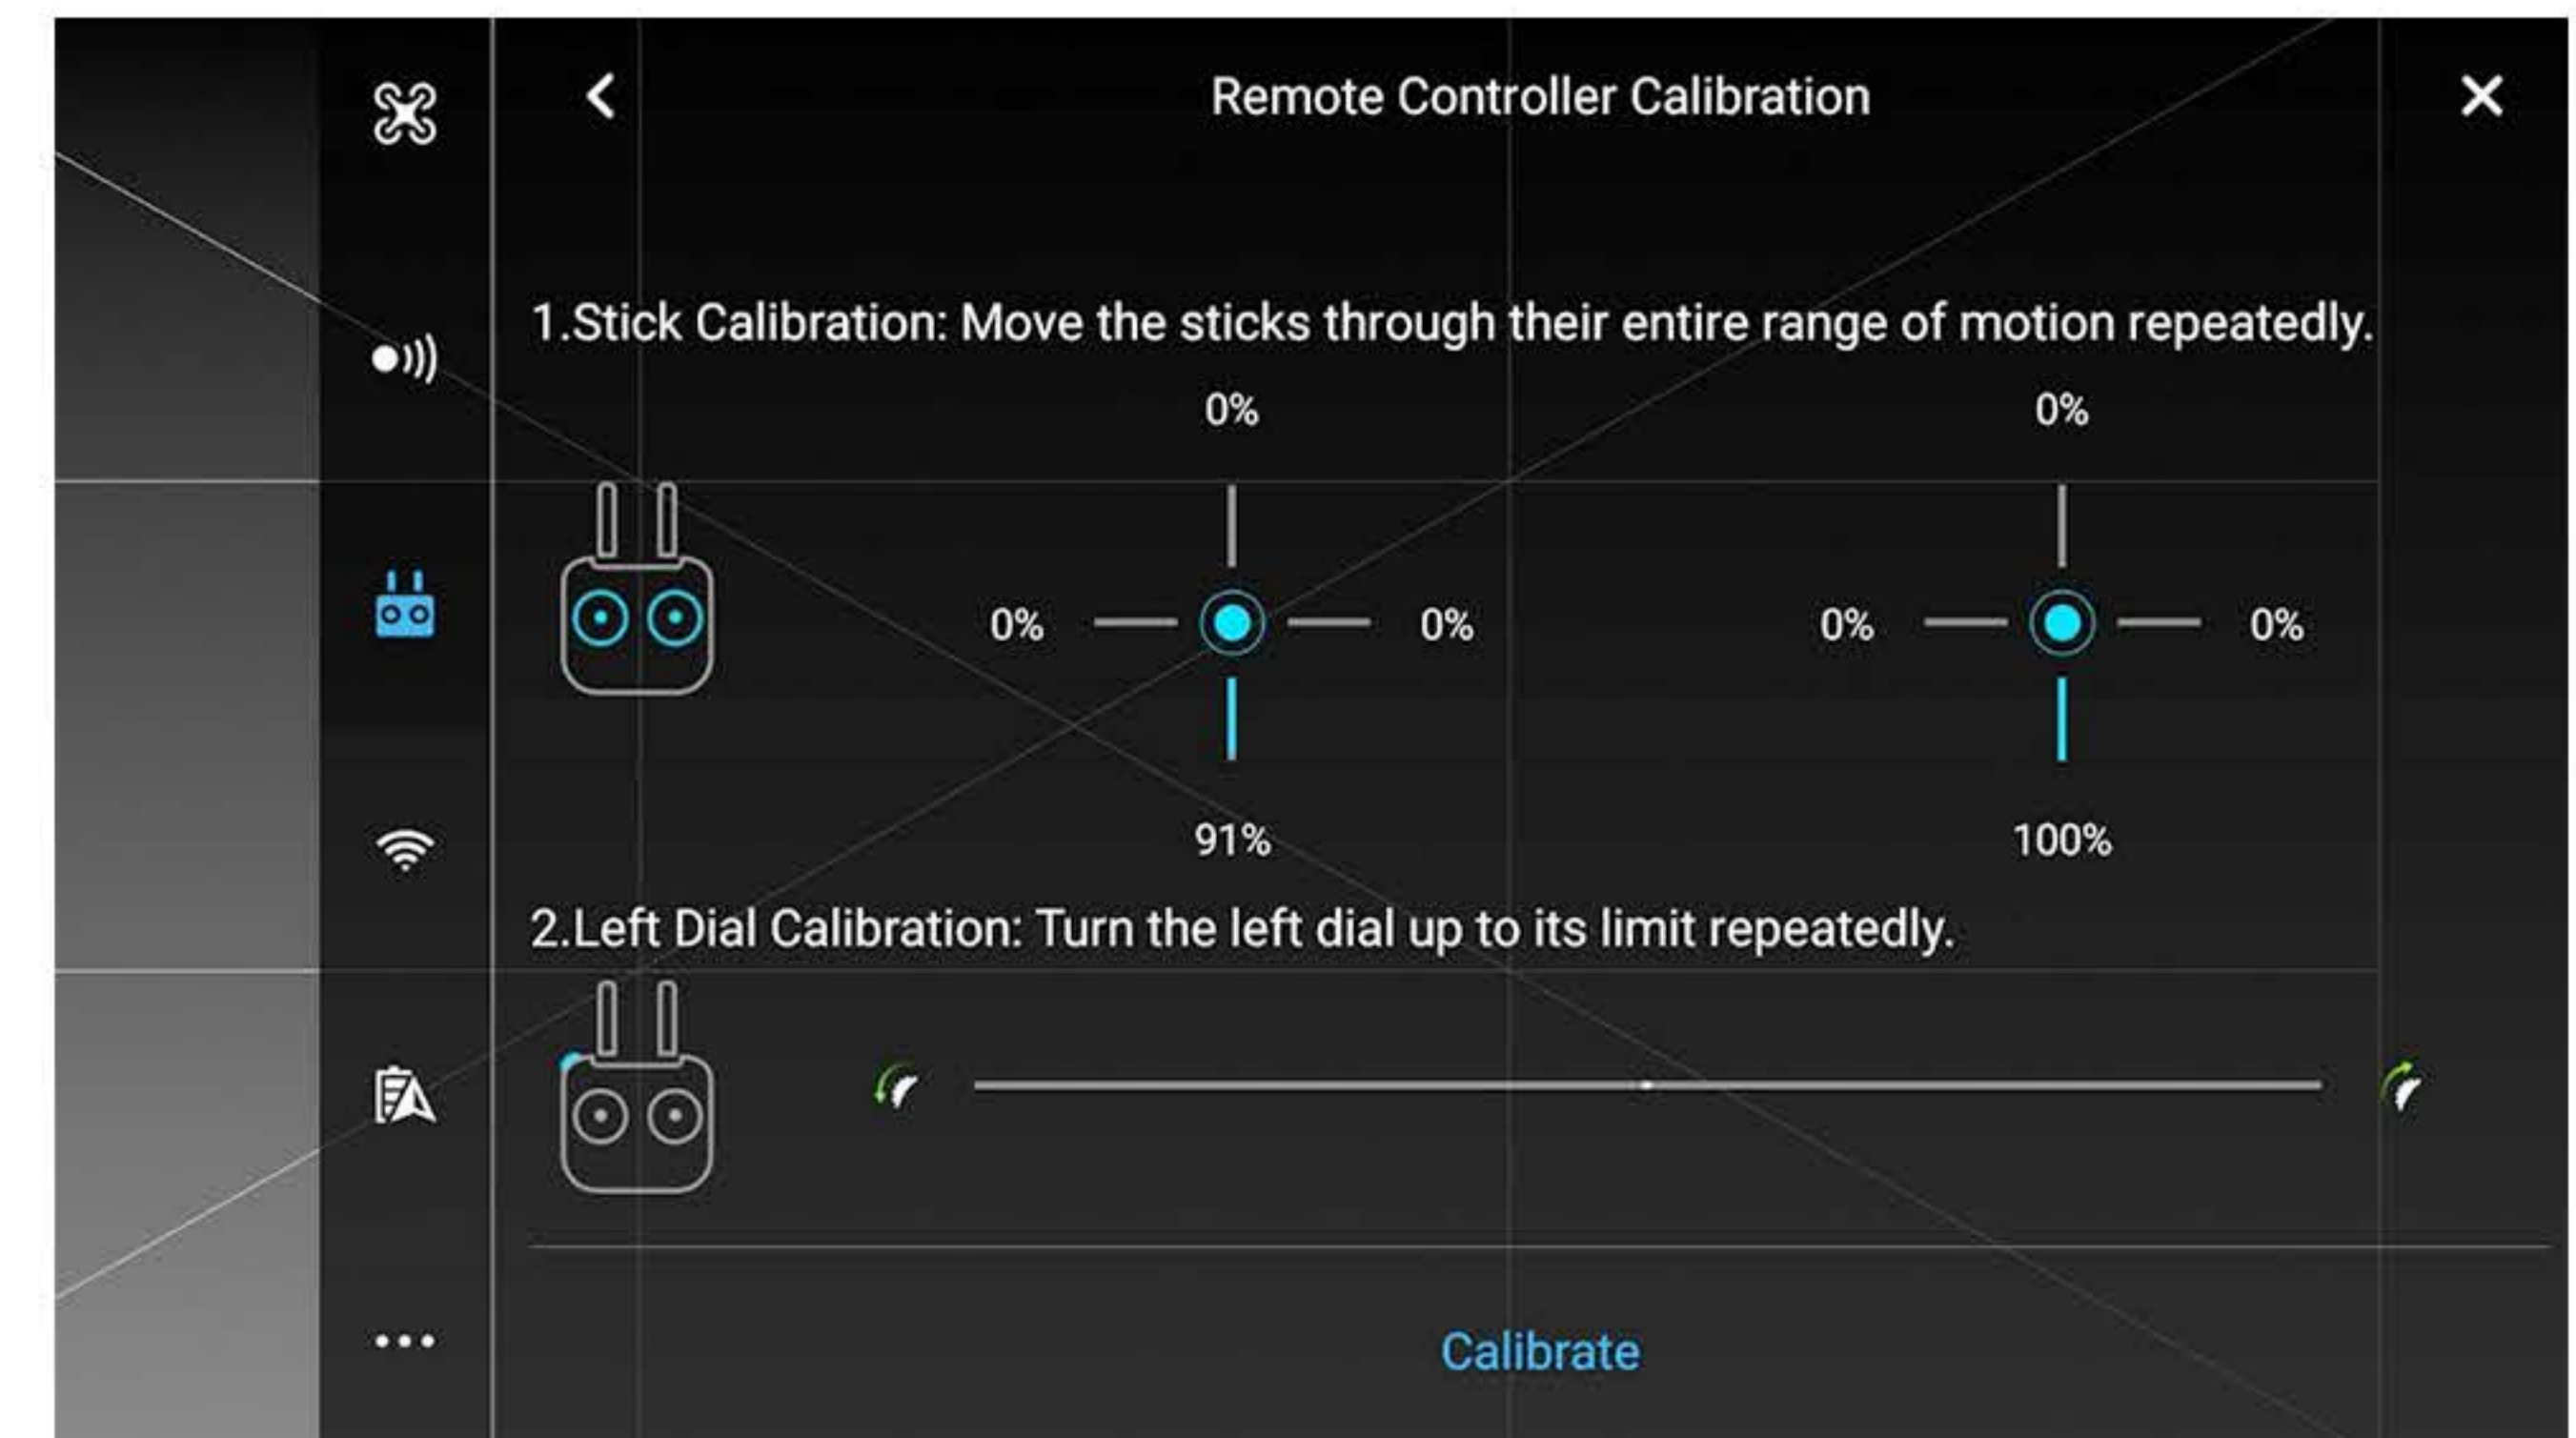 Remote Controller Calibration
1.Stick Calibration: Move the sticks through their entire range of motion repeatedly.
0% 0%
0% 0% 0% 0%
91% 100%
2.Left Dial Calibration: Turn the left dial up to its limit repeatedly.
Calibrate